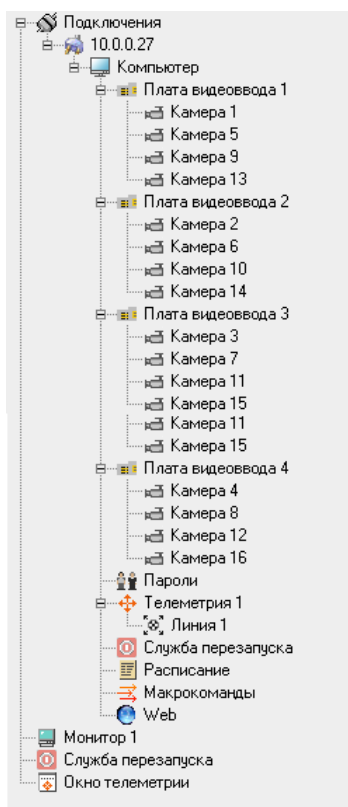 Подключения
10.0.0.27
Компьютер
Плата видеоввода 1
Камера 1
Камера 5
Камера 9
Камера 13
Плата видеоввода 2
Камера 2
Камера 6
Камера 10
Камера 14
Плата видеоввода 3
Камера 3
Камера 7
Камера 11
Камера 15
Камера 11
Камера 15
Плата видеоввода 4
Камера 4
Камера 8
Камера 12
Камера 16
Пароли
Телеметрия 1
Линия 1
Служба перезапуска
Расписание
Макрокоманды
Web
Монитор 1
Служба перезапуска
Окно телеметрии